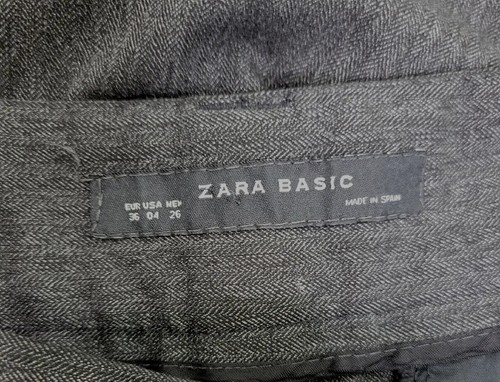 ZARA BASIC
EUR USA MEX
36 04 26
MADE IN SPAIN